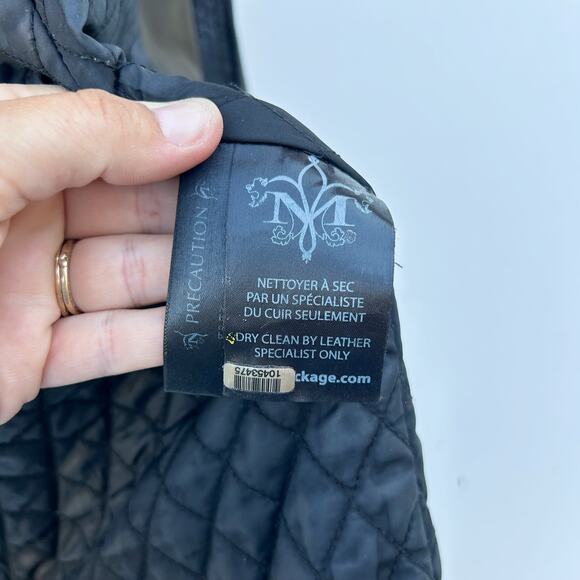 PRECAUTION
M
NETTOYER À SEC
PAR UN SPÉCIALISTE
DU CUIR SEULEMENT
DRY CLEAN BY LEATHER
SPECIALIST ONLY
10453475
ckage.com